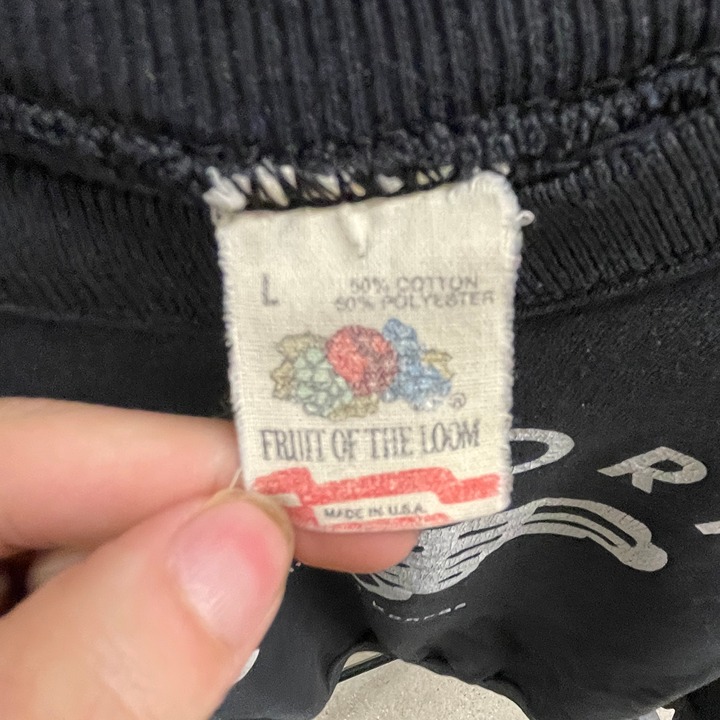 L
50% COTTON
50% POLYESTER
®
FRUIT OF THE LOOM
MADE IN U.S.A.